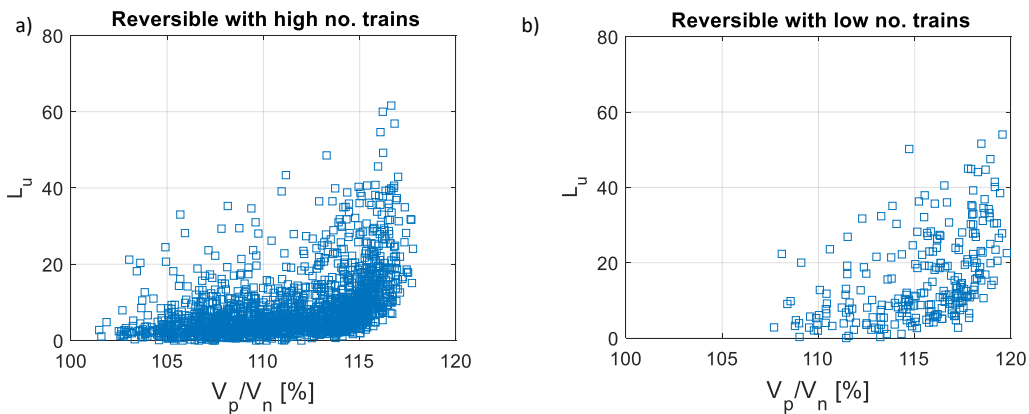 a)
Reversible with high no. trains
80
60
40
20
0
L_u
100 105 110 115 120
V_p/V_n [%]
b)
Reversible with low no. trains
80
60
40
20
0
L_u
100 105 110 115 120
V_p/V_n [%]